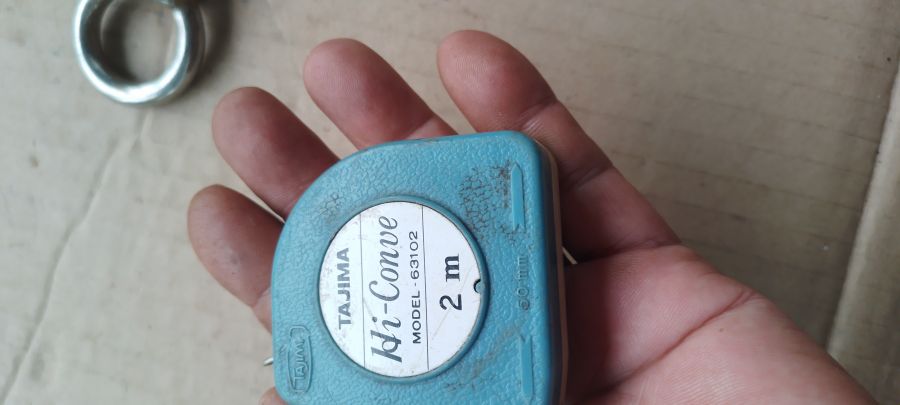 TAJIMA
Hi-Conve
MODEL-63102
2 m
TAJIMA